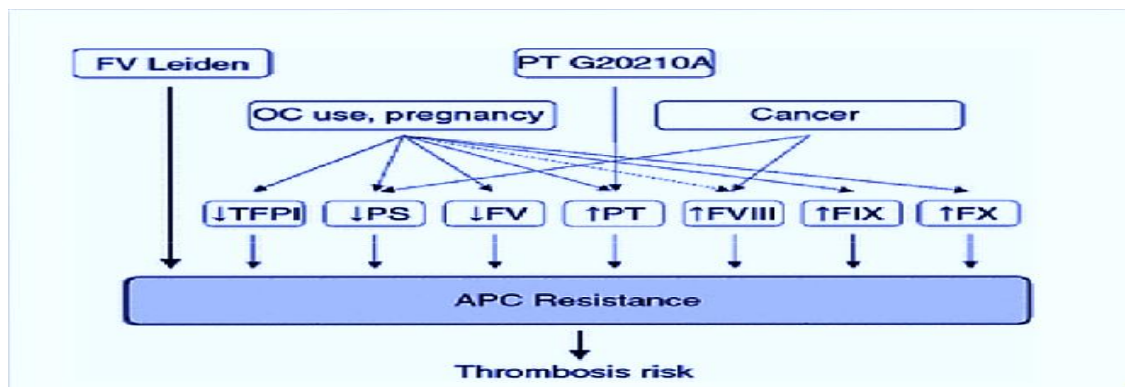 FV Leiden
PT G20210A
OC use, pregnancy
Cancer
↓TFPI
↓PS
↓FV
↑PT
↑FVIII
↑FIX
↑FX
APC Resistance
Thrombosis risk